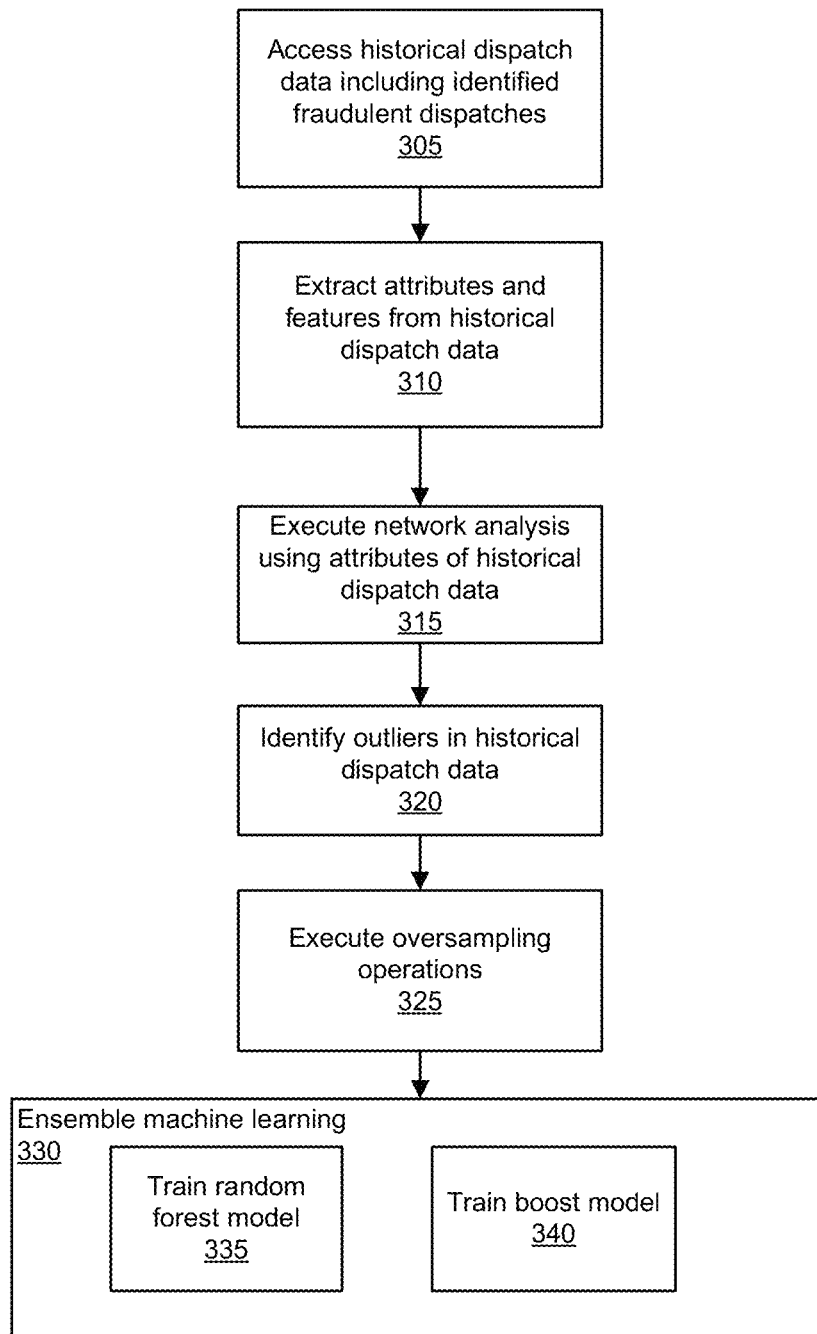 Access historical dispatch
data including identified
fraudulent dispatches
305
Extract attributes and
features from historical
dispatch data
310
Execute network analysis
using attributes of historical
dispatch data
315
Identify outliers in historical
dispatch data
320
Execute oversampling
operations
325
Ensemble machine learning
330
Train random
forest model
335
Train boost model
340